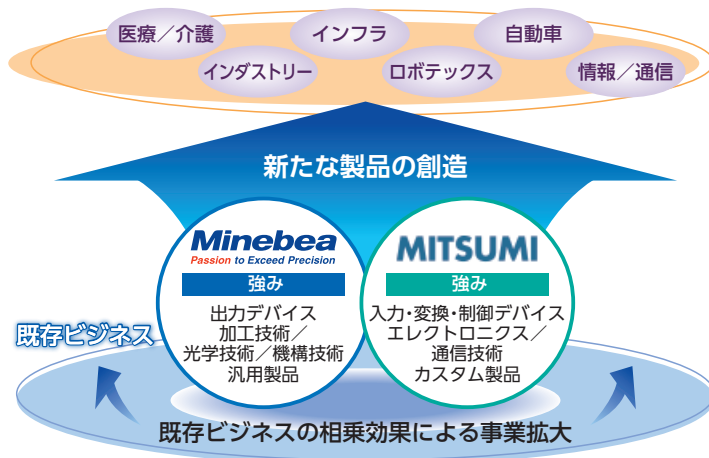 医療／介護
インフラ
自動車
インダストリー
ロボテックス
情報／通信
新たな製品の創造
Minebea
Passion to Exceed Precision
強み
出力デバイス
加工技術／
光学技術／機構技術
汎用製品
MITSUMI
強み
入力・変換・制御デバイス
エレクトロニクス／
通信技術
カスタム製品
既存ビジネス
既存ビジネスの相乗効果による事業拡大